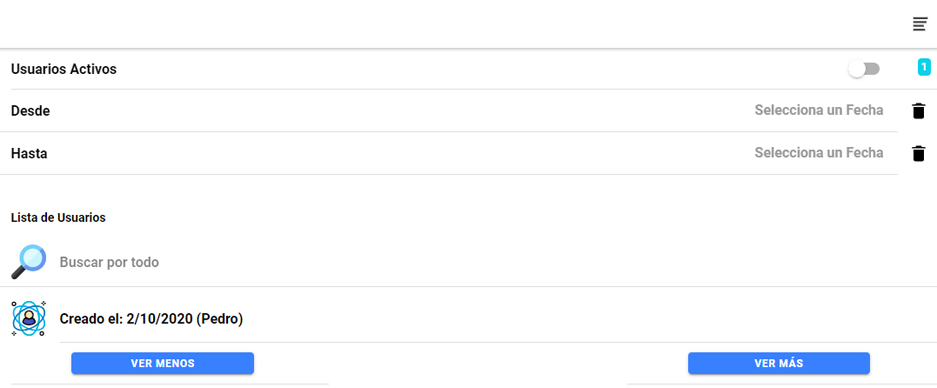 Usuarios Activos
1
Desde Selecciona un Fecha
Hasta Selecciona un Fecha
Lista de Usuarios
Buscar por todo
Creado el: 2/10/2020 (Pedro)
VER MENOS VER MÁS